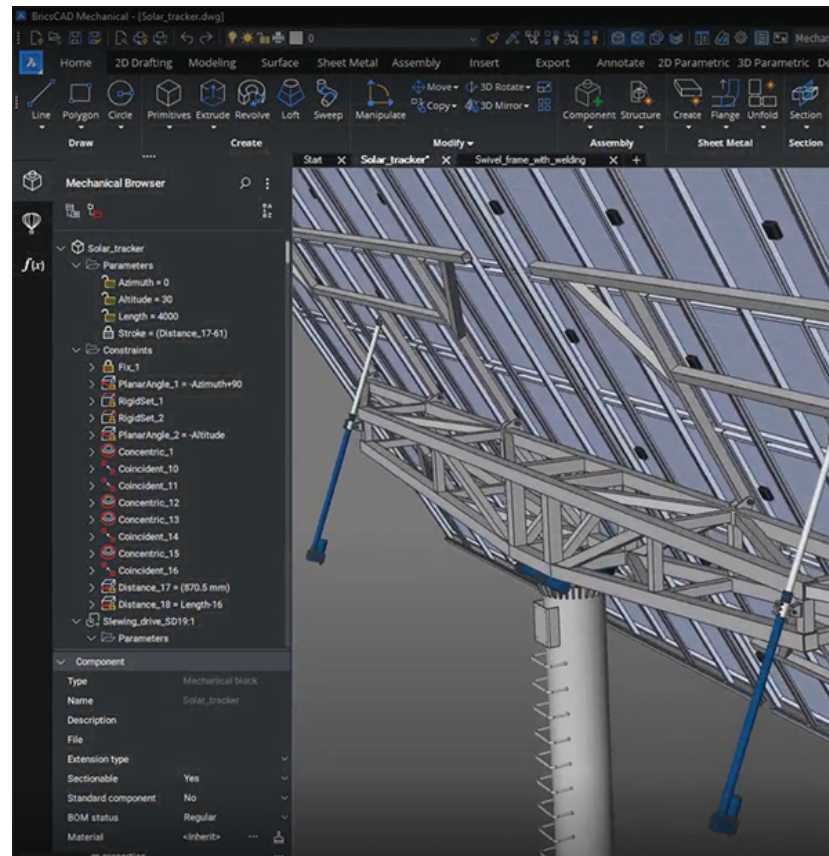 BricsCAD Mechanical - [Solar_tracker.dwg]
0 Mechani
Home 2D Drafting Modeling Surface Sheet Metal Assembly Insert Export Annotate 2D Parametric 3D Parametric De
Move 3D Rotate
Copy 3D Mirror
Line Polygon Circle Primitives Extrude Revolve Loft Sweep Manipulate Component Structure Create Flange Unfold Section
Draw Create Modify Assembly Sheet Metal Section
Start Solar_tracker* Swivel_frame_with_welding
Mechanical Browser
f(x)
Solar_tracker
Parameters
Azimuth = 0
Altitude = 30
Length = 4000
Stroke = (Distance_17-61)
Constraints
Fix_1
PlanarAngle_1 = -Azimuth+90
RigidSet_1
RigidSet_2
PlanarAngle_2 = -Altitude
Concentric_1
Coincident_10
Coincident_11
Concentric_12
Concentric_13
Coincident_14
Concentric_15
Coincident_16
Distance_17 = (870.5 mm)
Distance_18 = Length-16
Slewing_drive_SD19:1
Parameters
Component
Type Mechanical block
Name Solar_tracker
Description
File
Extension type
Sectionable Yes
Standard component No
BOM status Regular
Material <Inherit>